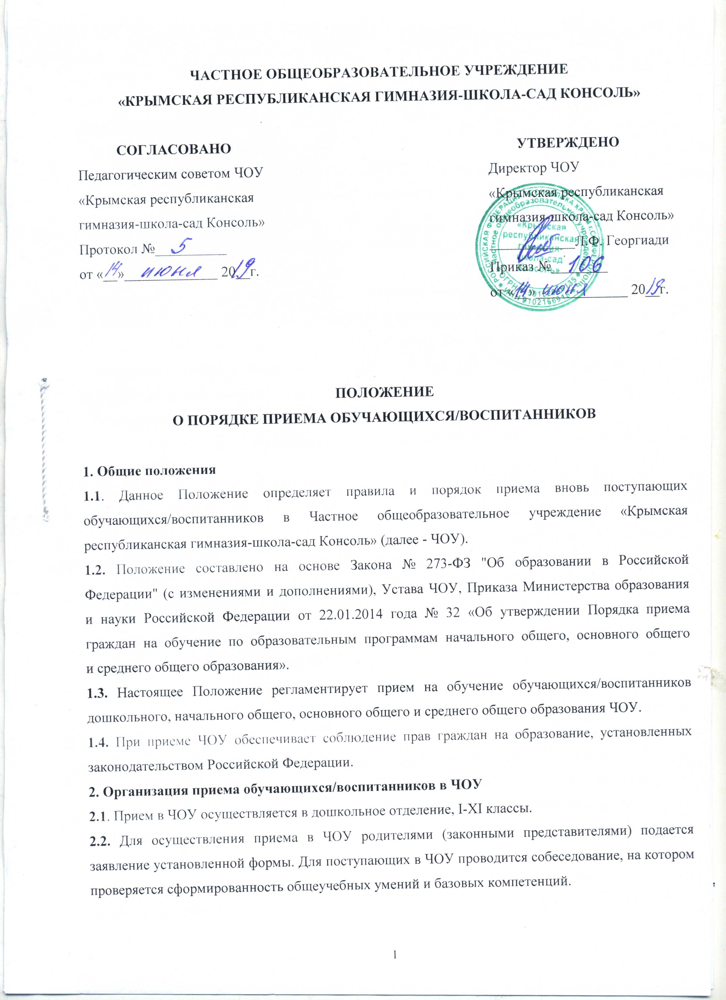 ЧАСТНОЕ ОБЩЕОБРАЗОВАТЕЛЬНОЕ УЧРЕЖДЕНИЕ
«КРЫМСКАЯ РЕСПУБЛИКАНСКАЯ ГИМНАЗИЯ-ШКОЛА-САД КОНСОЛЬ»
СОГЛАСОВАНО
Педагогическим советом ЧОУ
«Крымская республиканская
гимназия-школа-сад Консоль»
Протокол № 5
от «14» июня 2019г.
УТВЕРЖДЕНО
Директор ЧОУ
«Крымская республиканская
гимназия-школа-сад Консоль»
Л.Ф. Георгиади
Приказ № 106
от «14» июня 2019г.
РОССИЙСКАЯ ФЕДЕРАЦИЯ РЕСПУБЛИКА КРЫМ г.СИМФЕРОПОЛЬ
Частное общеобразовательное учреждение
«Крымская
республиканская
гимназия-
школа-сад
Консоль»
ИНН 9102166918
ПОЛОЖЕНИЕ
О ПОРЯДКЕ ПРИЕМА ОБУЧАЮЩИХСЯ/ВОСПИТАННИКОВ
1. Общие положения
1.1. Данное Положение определяет правила и порядок приема вновь поступающих
обучающихся/воспитанников в Частное общеобразовательное учреждение «Крымская
республиканская гимназия-школа-сад Консоль» (далее - ЧОУ).
1.2. Положение составлено на основе Закона № 273-ФЗ "Об образовании в Российской
Федерации" (с изменениями и дополнениями), Устава ЧОУ, Приказа Министерства образования
и науки Российской Федерации от 22.01.2014 года № 32 «Об утверждении Порядка приема
граждан на обучение по образовательным программам начального общего, основного общего
и среднего общего образования».
1.3. Настоящее Положение регламентирует прием на обучение обучающихся/воспитанников
дошкольного, начального общего, основного общего и среднего общего образования ЧОУ.
1.4. При приеме ЧОУ обеспечивает соблюдение прав граждан на образование, установленных
законодательством Российской Федерации.
2. Организация приема обучающихся/воспитанников в ЧОУ
2.1. Прием в ЧОУ осуществляется в дошкольное отделение, I-XI классы.
2.2. Для осуществления приема в ЧОУ родителями (законными представителями) подается
заявление установленной формы. Для поступающих в ЧОУ проводится собеседование, на котором
проверяется сформированность общеучебных умений и базовых компетенций.
1